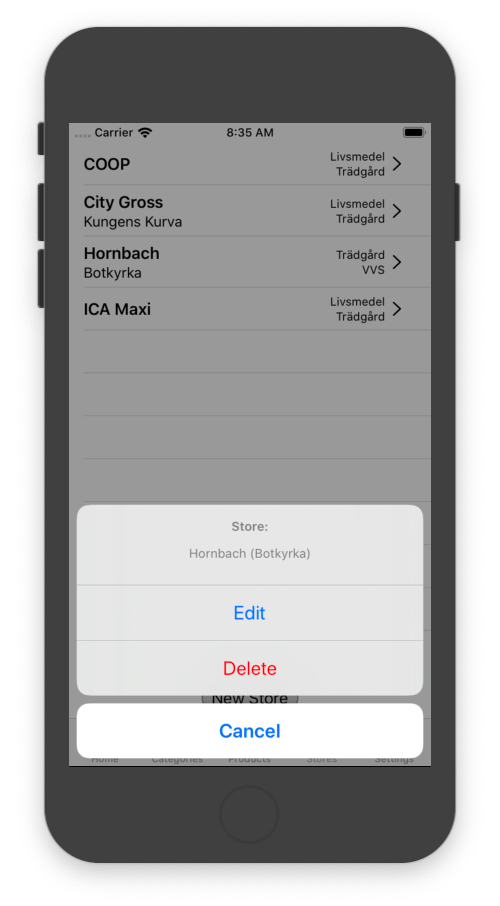 Carrier 8:35 AM
COOP
Livsmedel
Trädgård
City Gross
Kungens Kurva
Livsmedel
Trädgård
Hornbach
Botkyrka
Trädgård
VVS
ICA Maxi
Livsmedel
Trädgård
Store:
Hornbach (Botkyrka)
Edit
Delete
New Store
Cancel
Home Categories Products Stores Settings